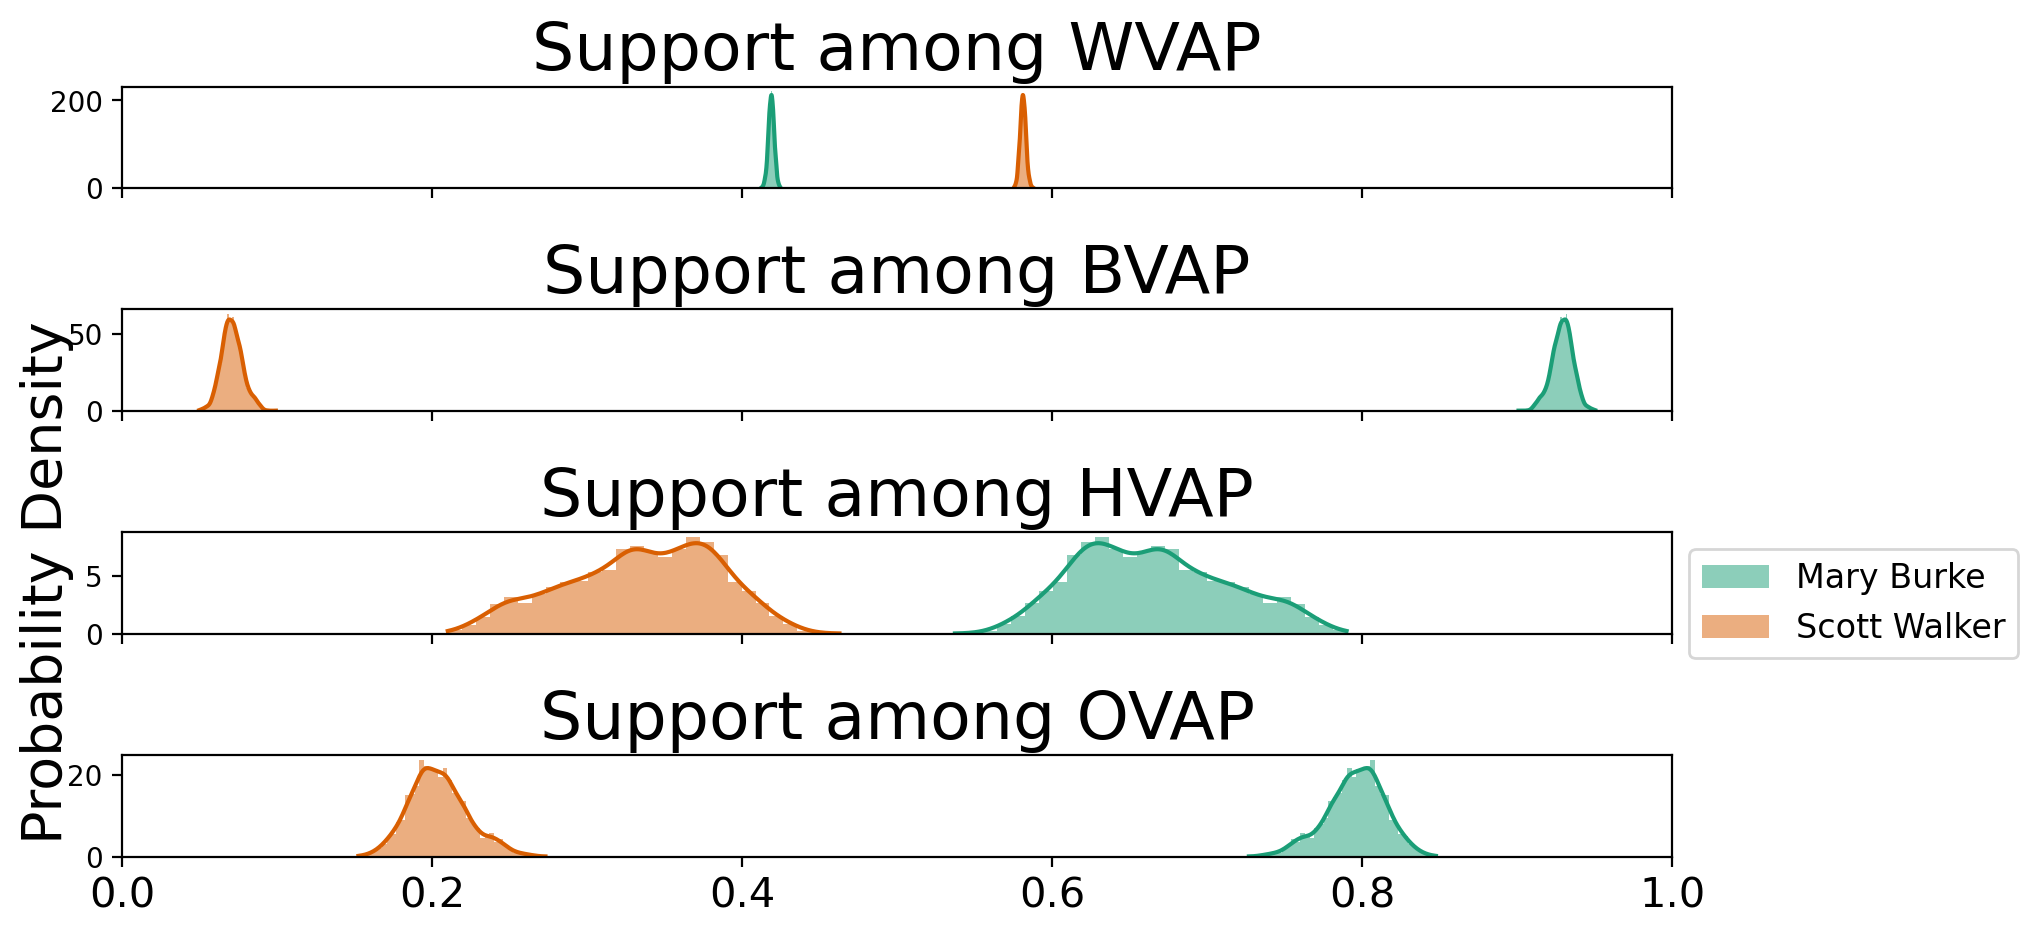 Support among WVAP
200
0
Support among BVAP
50
0
Support among HVAP
5
0
Support among OVAP
20
0
0.0 0.2 0.4 0.6 0.8 1.0
Probability Density
Mary Burke
Scott Walker